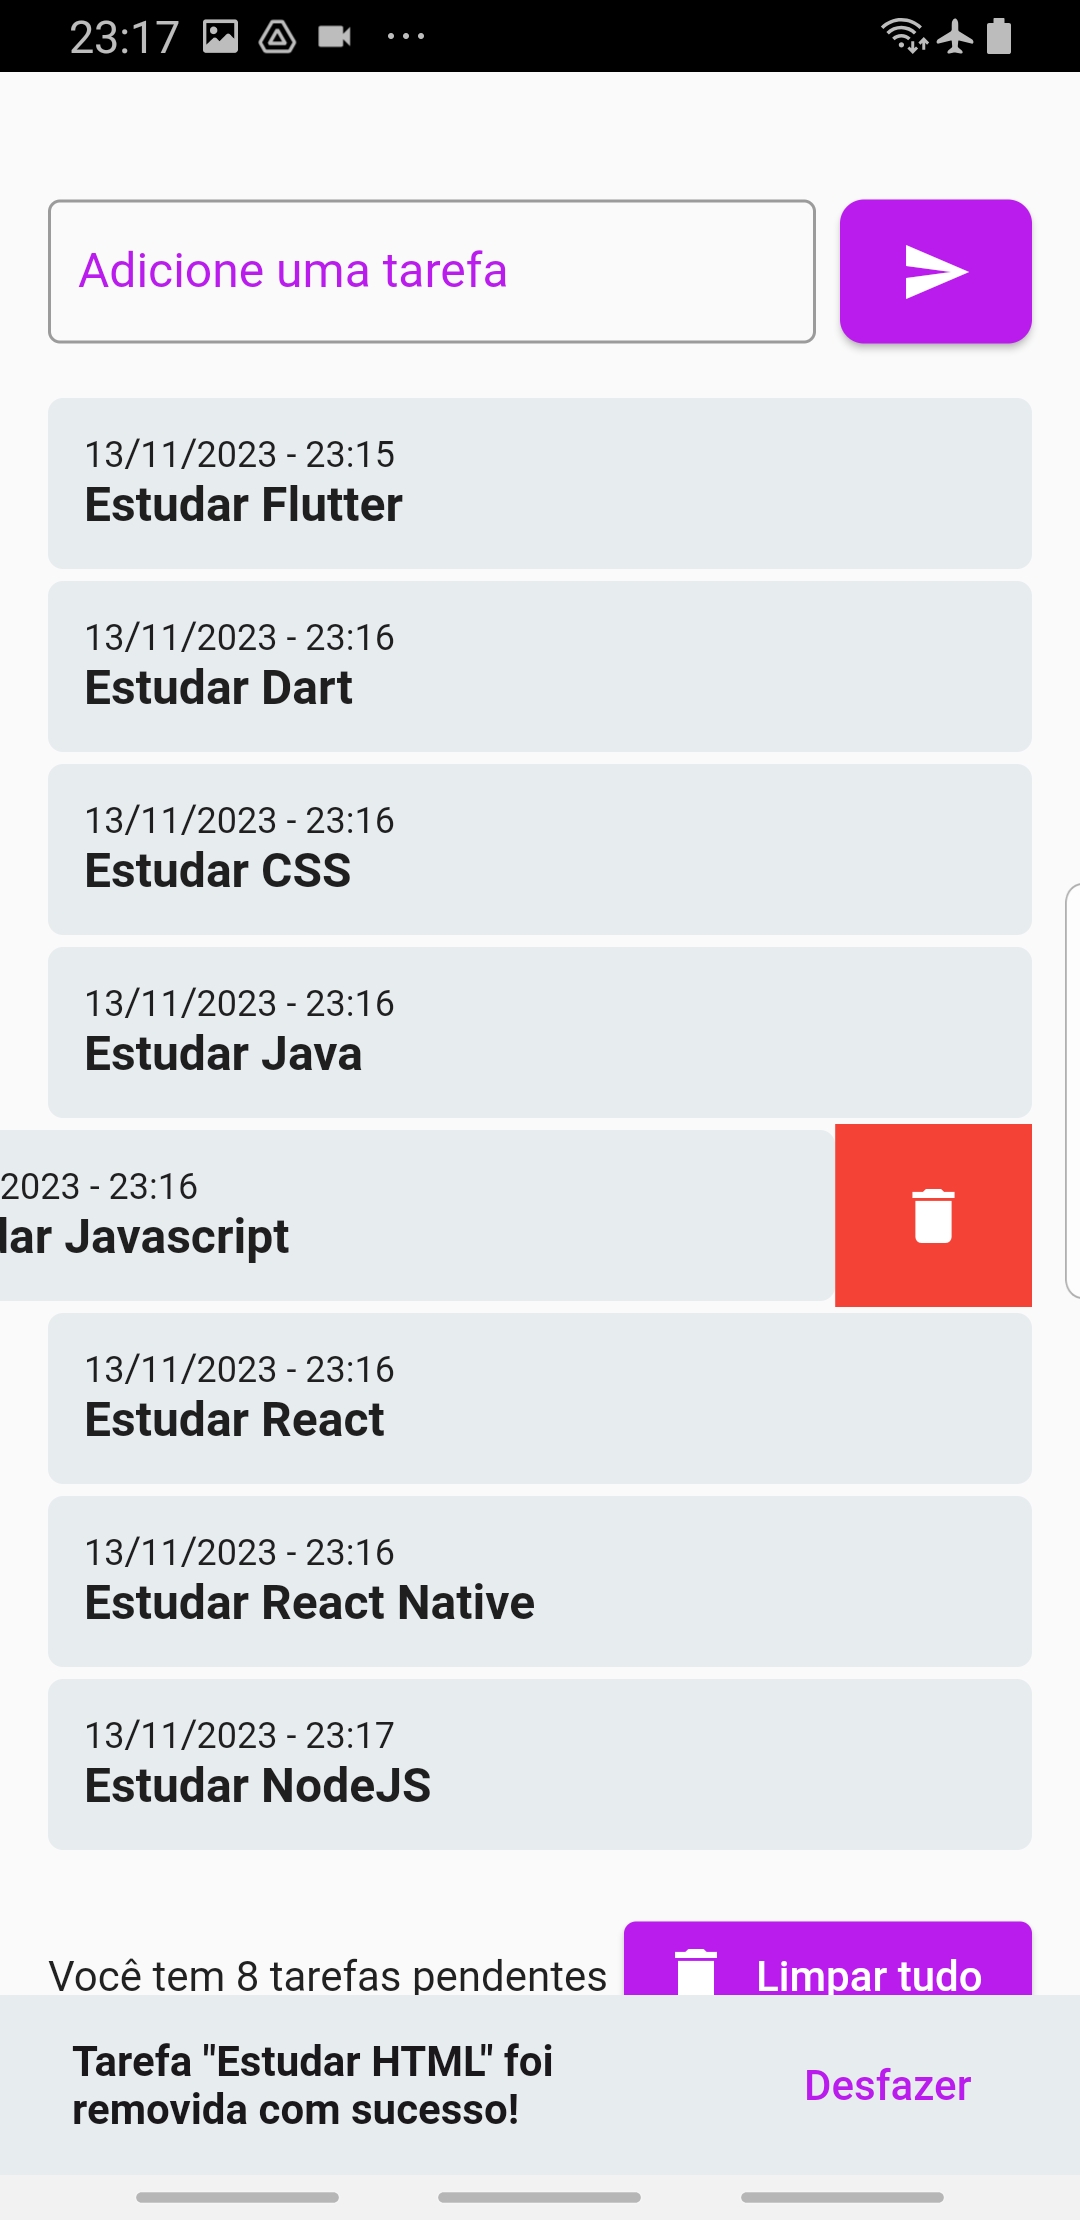 23:17
Adicione uma tarefa
13/11/2023 - 23:15
Estudar Flutter
13/11/2023 - 23:16
Estudar Dart
13/11/2023 - 23:16
Estudar CSS
13/11/2023 - 23:16
Estudar Java
2023 - 23:16
dar Javascript
13/11/2023 - 23:16
Estudar React
13/11/2023 - 23:16
Estudar React Native
13/11/2023 - 23:17
Estudar NodeJS
Você tem 8 tarefas pendentes
Limpar tudo
Tarefa "Estudar HTML" foi
removida com sucesso!
Desfazer